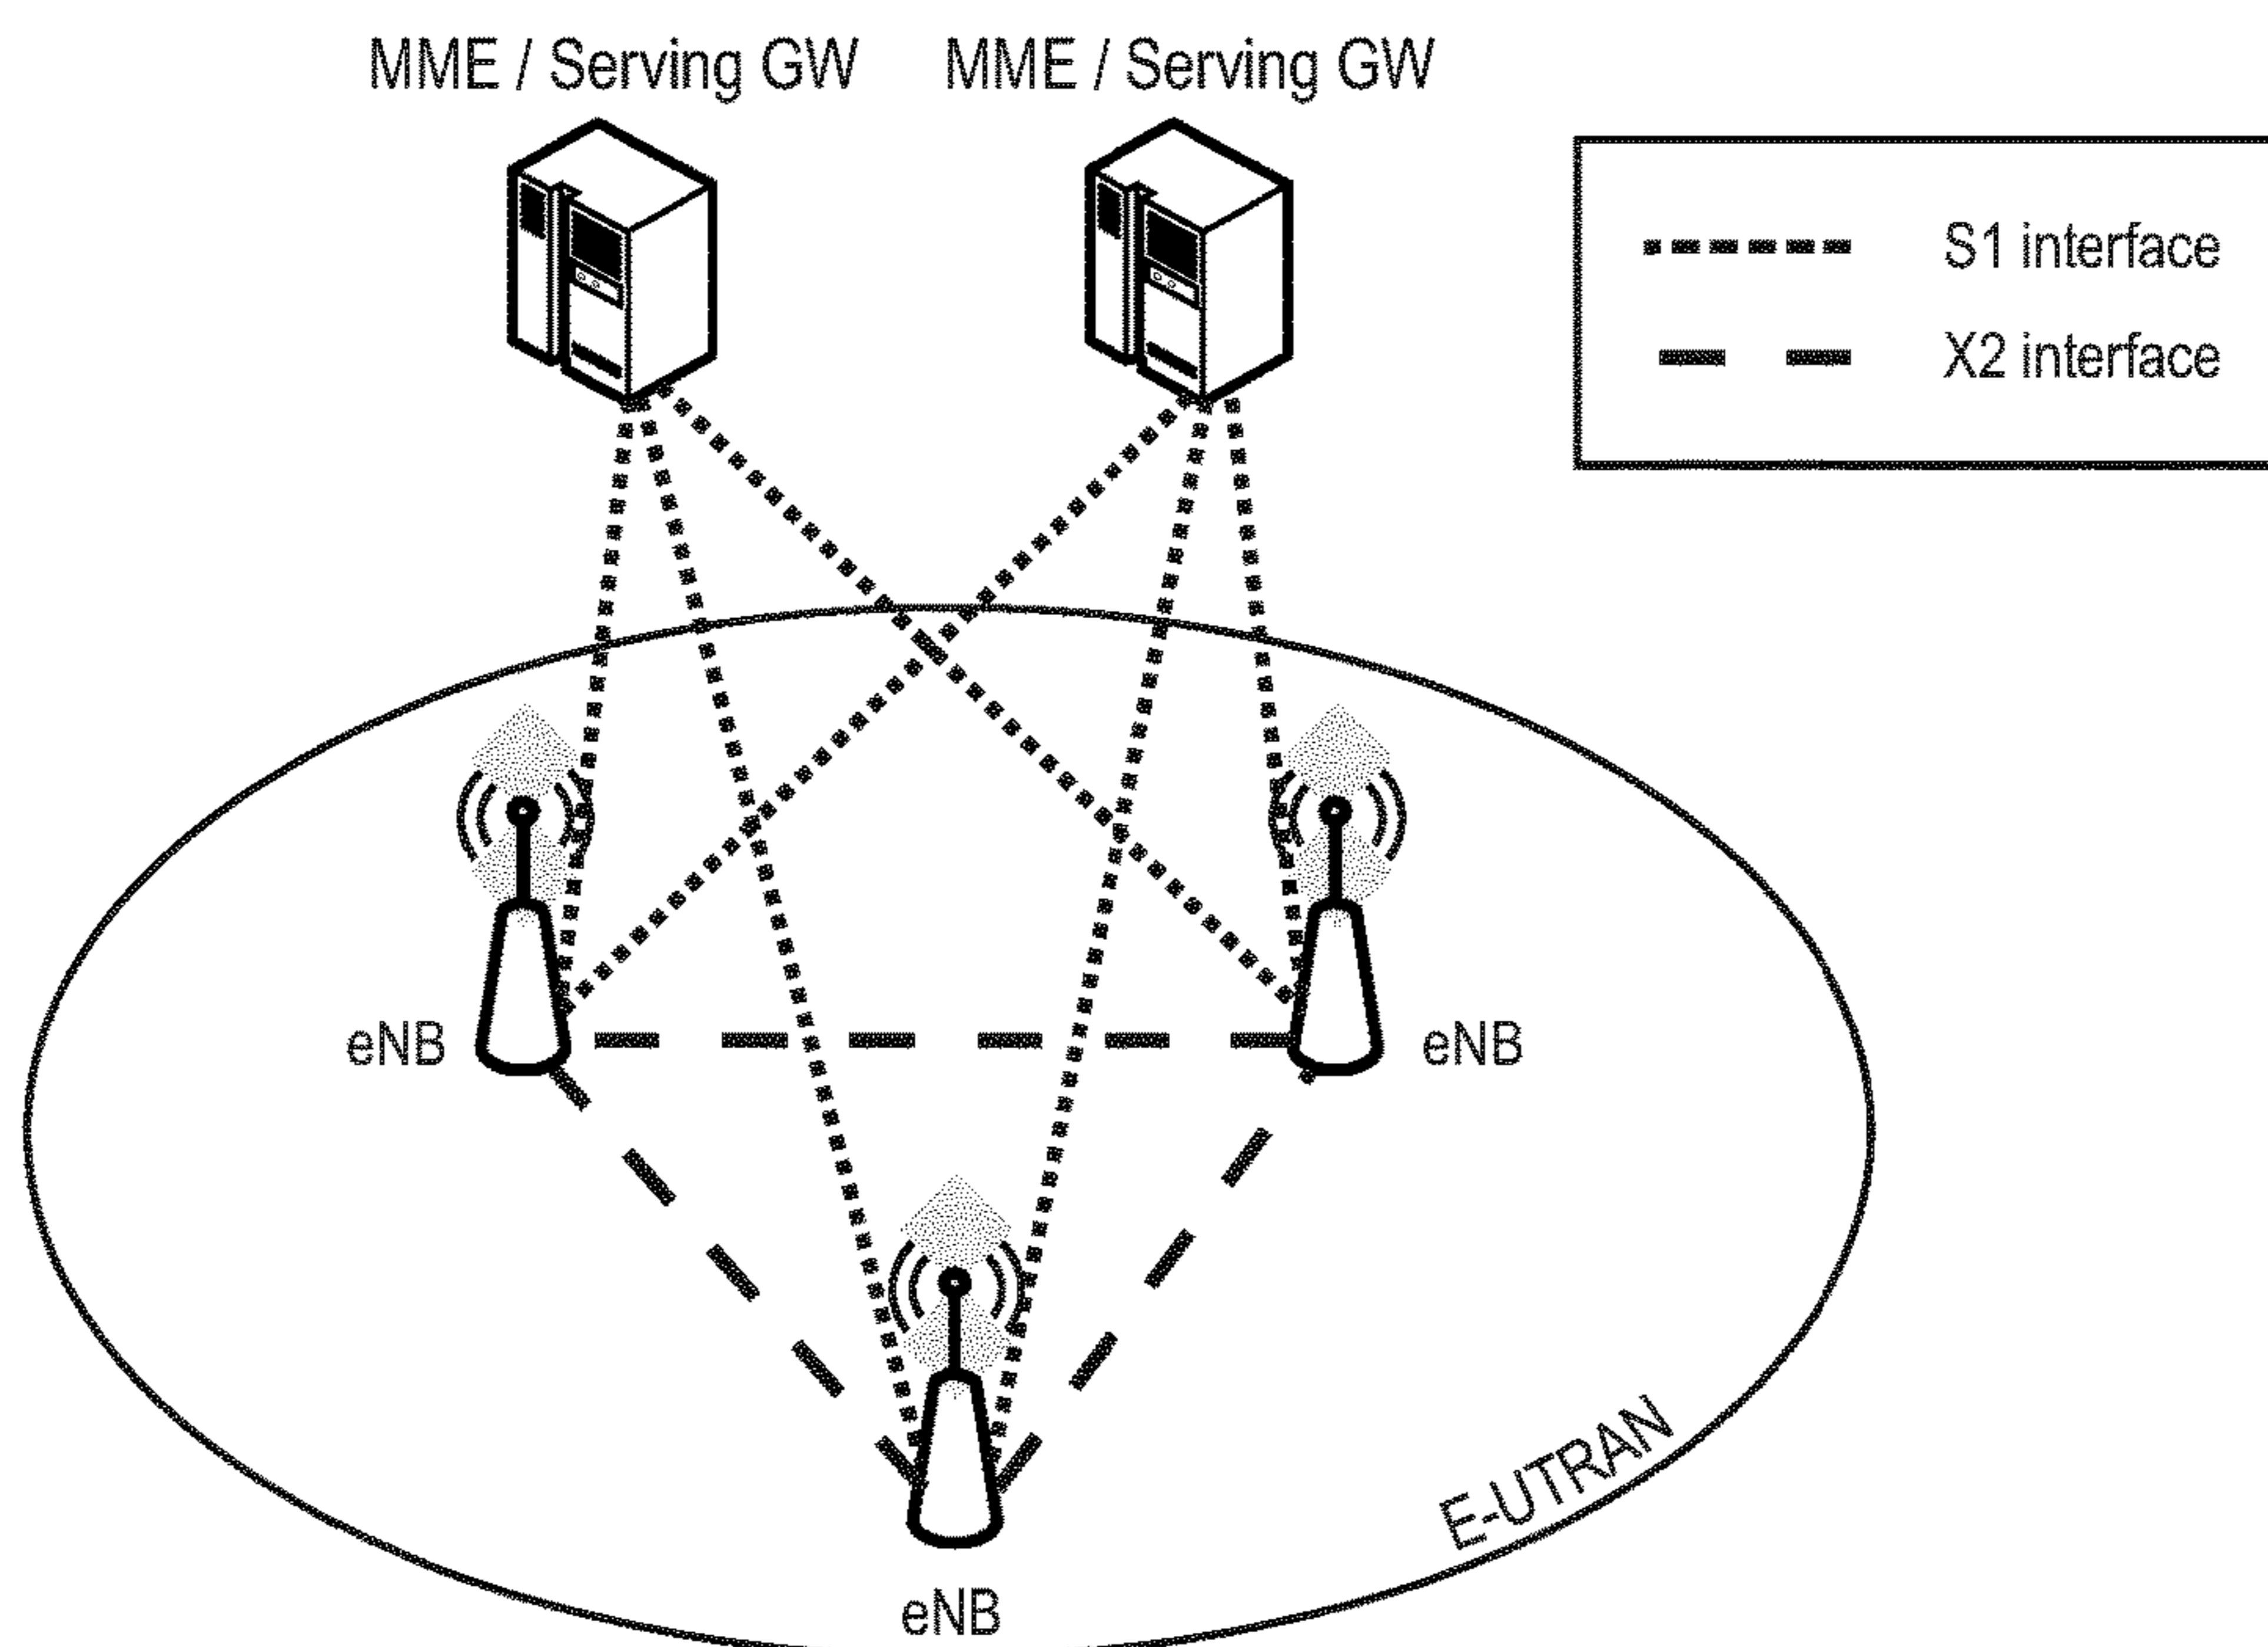 MME / Serving GW
MME / Serving GW
S1 interface
X2 interface
eNB
eNB
E-UTRAN
eNB